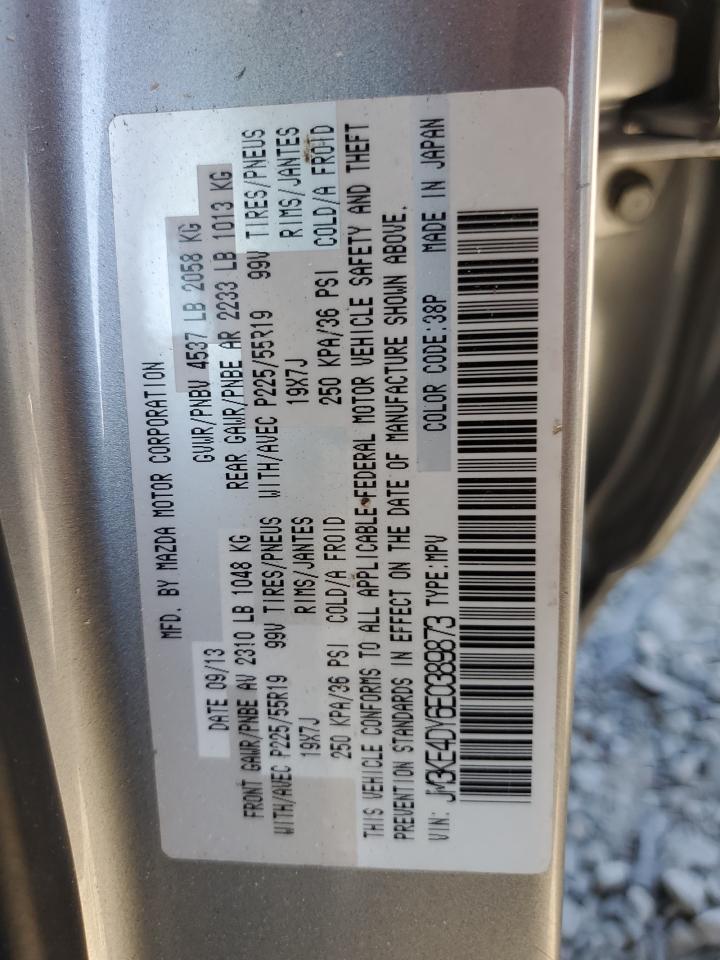 MFD. BY MAZDA MOTOR CORPORATION
DATE 09/13 GVWR/PNBV 4537 LB 2058 KG
FRONT GAWR/PNBE AV 2310 LB 1048 KG REAR GAWR/PNBE AR 2233 LB 1013 KG
WITH/AVEC P225/55R19 99V TIRES/PNEUS WITH/AVEC P225/55R19 99V TIRES/PNEUS
19X7J RIMS/JANTES 19X7J RIMS/JANTES
250 KPA/36 PSI COLD/A FROID 250 KPA/36 PSI COLD/A FROID
THIS VEHICLE CONFORMS TO ALL APPLICABLE FEDERAL MOTOR VEHICLE SAFETY AND THEFT
PREVENTION STANDARDS IN EFFECT ON THE DATE OF MANUFACTURE SHOWN ABOVE.
VIN: JM3KE4DY6E0389873 TYPE:MPV COLOR CODE:38P MADE IN JAPAN